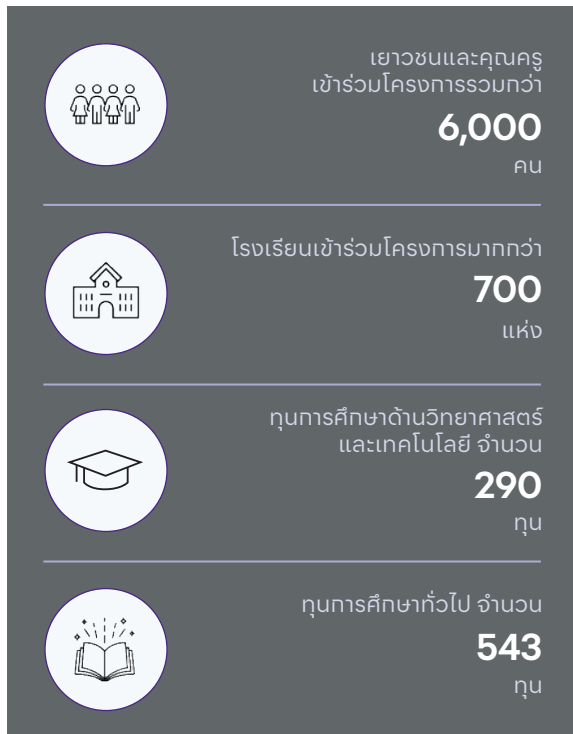 เยาวชนและคุณครู
เข้าร่วมโครงการรวมกว่า
6,000
คน
โรงเรียนเข้าร่วมโครงการมากกว่า
700
แห่ง
ทุนการศึกษาด้านวิทยาศาสตร์
และเทคโนโลยี จำนวน
290
ทุน
ทุนการศึกษาทั่วไป จำนวน
543
ทุน